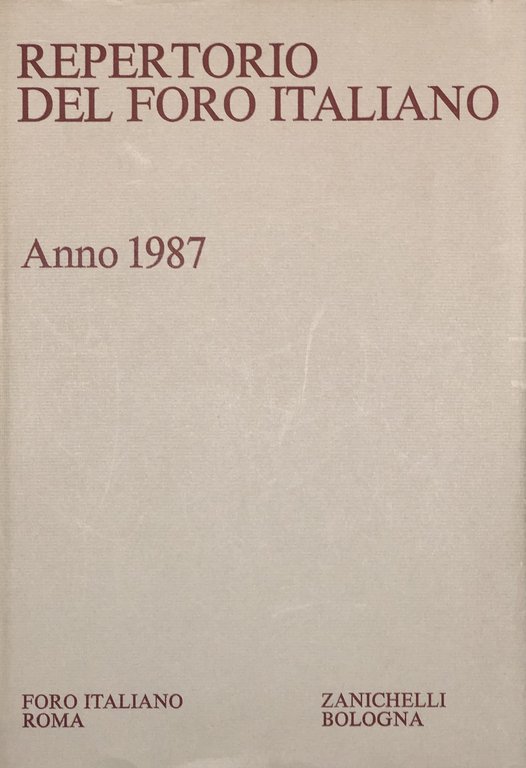 REPERTORIO
DEL FORO ITALIANO
Anno 1987
FORO ITALIANO
ROMA
ZANICHELLI
BOLOGNA